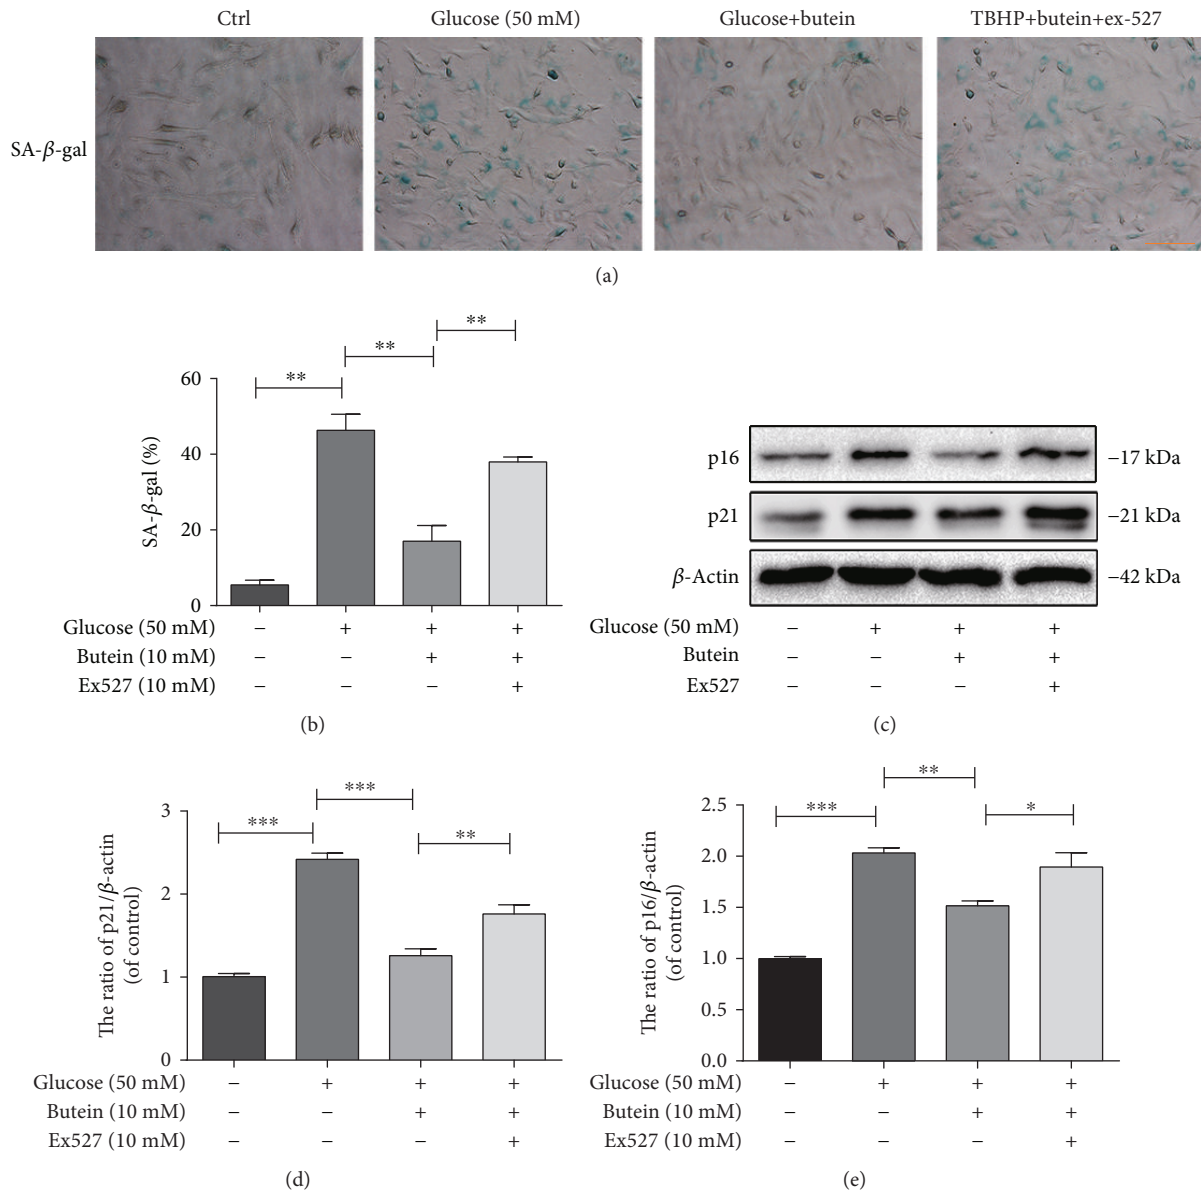 Ctrl
Glucose (50 mM)
Glucose+butein
TBHP+butein+ex-527
SA-β-gal
(a)
**
**
**
60
40
20
0
SA-β-gal (%)
Glucose (50 mM) − + + +
Butein (10 mM) − − + +
Ex527 (10 mM) − − − +
(b)
p16 −17 kDa
p21 −21 kDa
β-Actin −42 kDa
Glucose (50 mM) − + + +
Butein − − + +
Ex527 − − − +
(c)
***
***
**
3
2
1
0
The ratio of p21/β-actin
(of control)
Glucose (50 mM) − + + +
Butein (10 mM) − − + +
Ex527 (10 mM) − − − +
(d)
**
***
*
2.5
2.0
1.5
1.0
0.5
0.0
The ratio of p16/β-actin
(of control)
Glucose (50 mM) − + + +
Butein (10 mM) − − + +
Ex527 (10 mM) − − − +
(e)